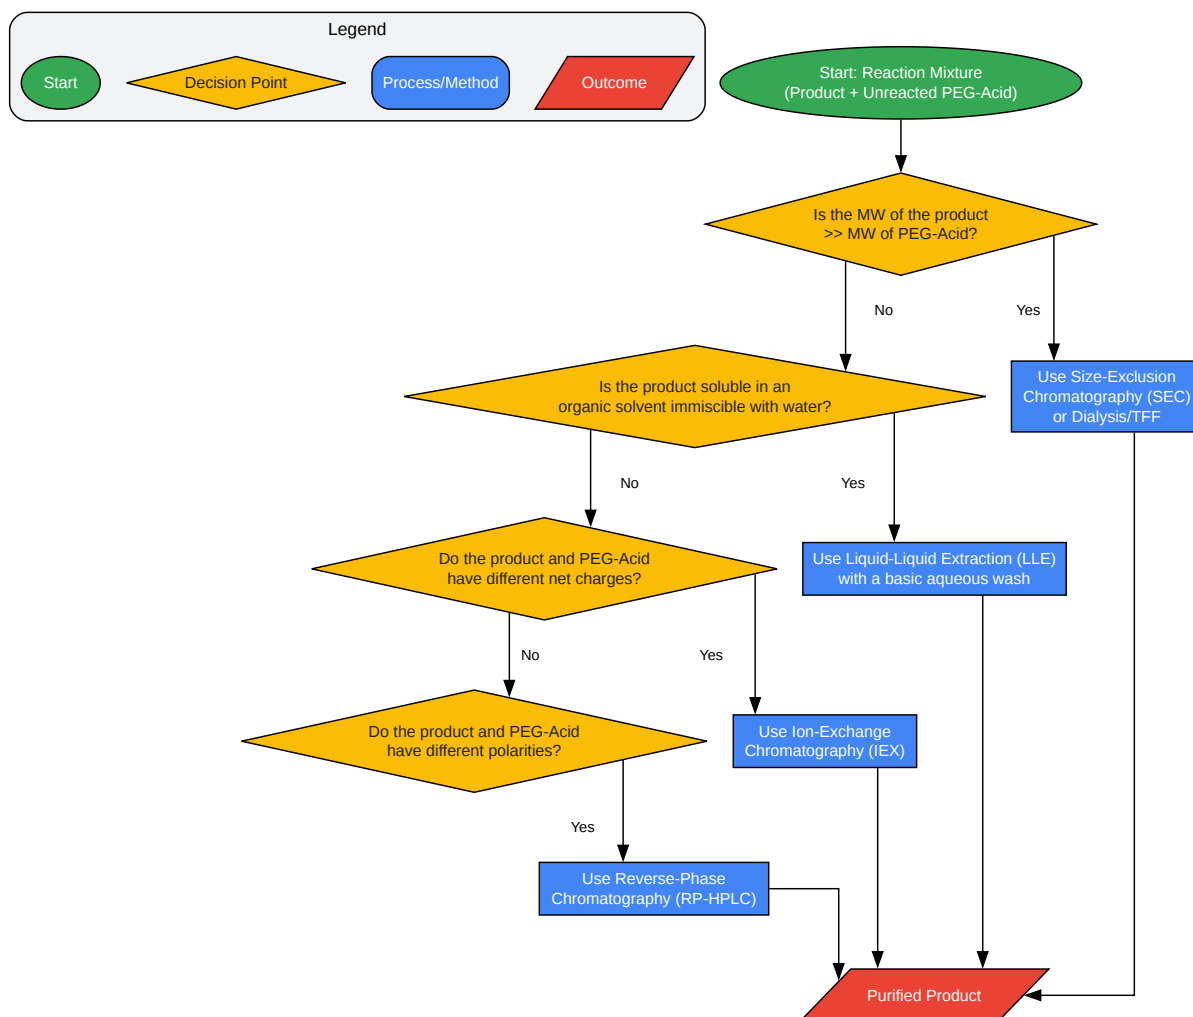 Legend
Start
Decision Point
Process/Method
Outcome
Start: Reaction Mixture
(Product + Unreacted PEG-Acid)
Is the MW of the product
>> MW of PEG-Acid?
No
Yes
Is the product soluble in an
organic solvent immiscible with water?
Use Size-Exclusion
Chromatography (SEC)
or Dialysis/TFF
No
Yes
Do the product and PEG-Acid
have different net charges?
Use Liquid-Liquid Extraction (LLE)
with a basic aqueous wash
No
Yes
Do the product and PEG-Acid
have different polarities?
Use Ion-Exchange
Chromatography (IEX)
Yes
Use Reverse-Phase
Chromatography (RP-HPLC)
Purified Product